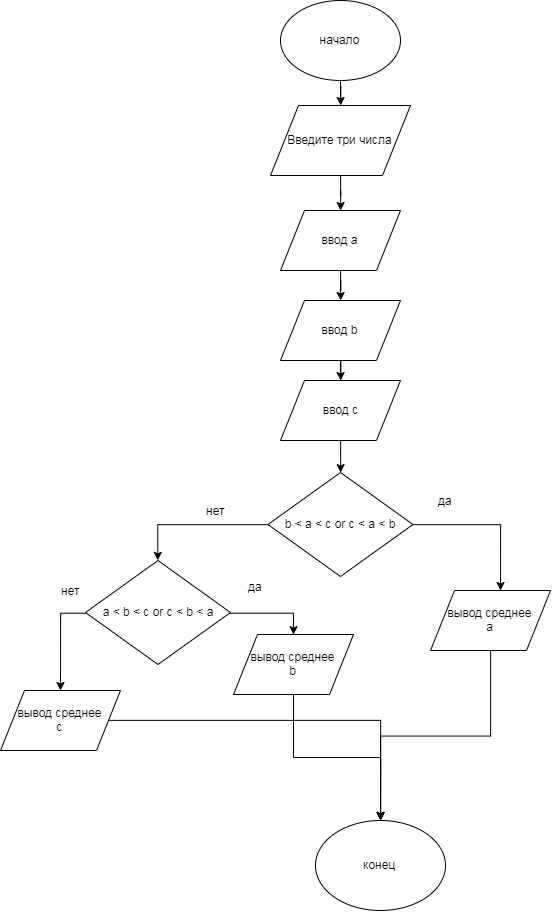 начало
Введите три числа
ввод a
ввод b
ввод c
да
нет
b < a < c or c < a < b
да
нет
a < b < c or c < b < a
вывод среднее
a
вывод среднее
b
вывод среднее
c
конец